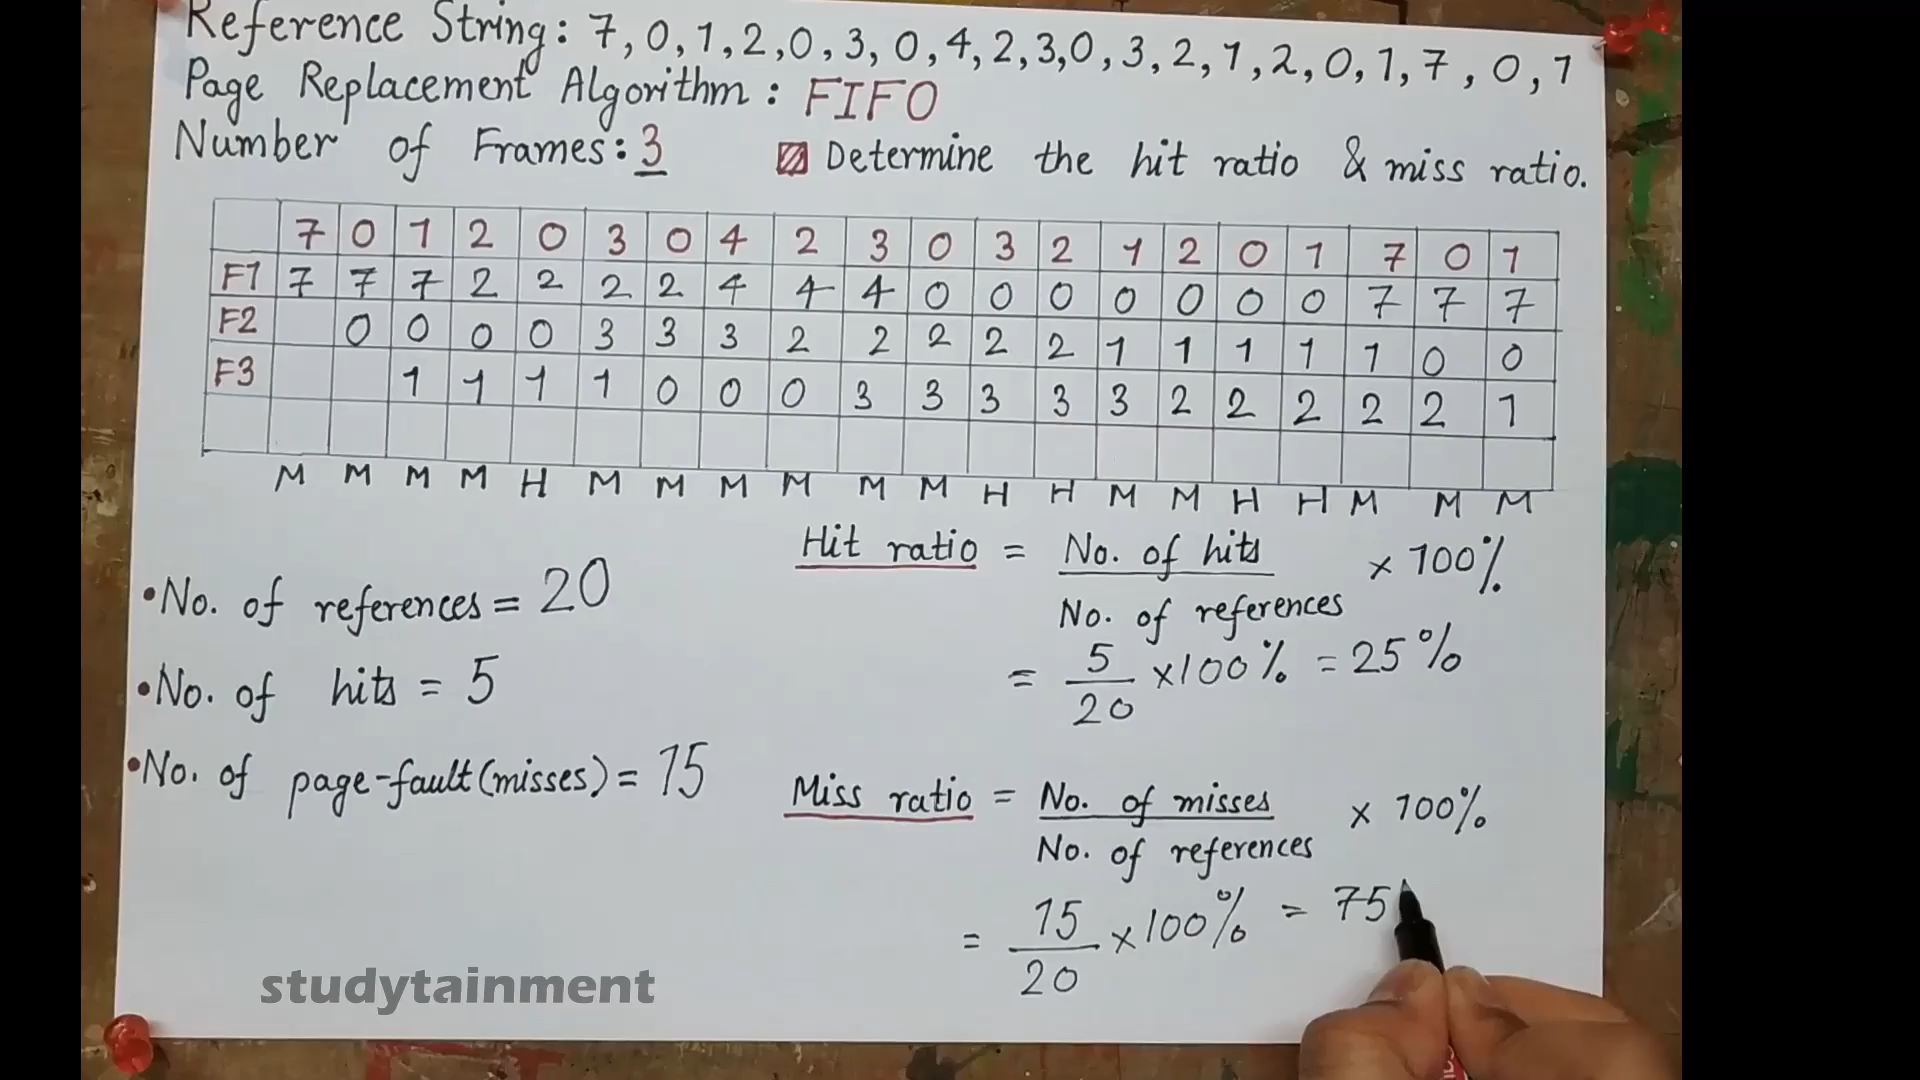 Reference String: 7, 0, 1, 2, 0, 3, 0, 4, 2, 3, 0, 3, 2, 1, 2, 0, 1, 7, 0, 1
Page Replacement Algorithm: FIFO
Number of Frames: 3 Determine the hit ratio & miss ratio.
7 0 1 2 0 3 0 4 2 3 0 3 2 1 2 0 1 7 0 1
F1 7 7 7 2 2 2 2 4 4 4 0 0 0 0 0 0 0 7 7 7
F2 0 0 0 0 3 3 3 2 2 2 2 2 1 1 1 1 1 0 0
F3 1 1 1 1 0 0 0 3 3 3 3 3 2 2 2 2 2 1
M M M M H M M M M M M H H M M H H M M M
Hit ratio = No. of hits × 100%
No. of references
= 5 ×100% = 25%
20
• No. of references = 20
• No. of hits = 5
• No. of page-fault (misses) = 15
Miss ratio = No. of misses × 100%
No. of references
= 15 ×100% = 75
20
studytainment